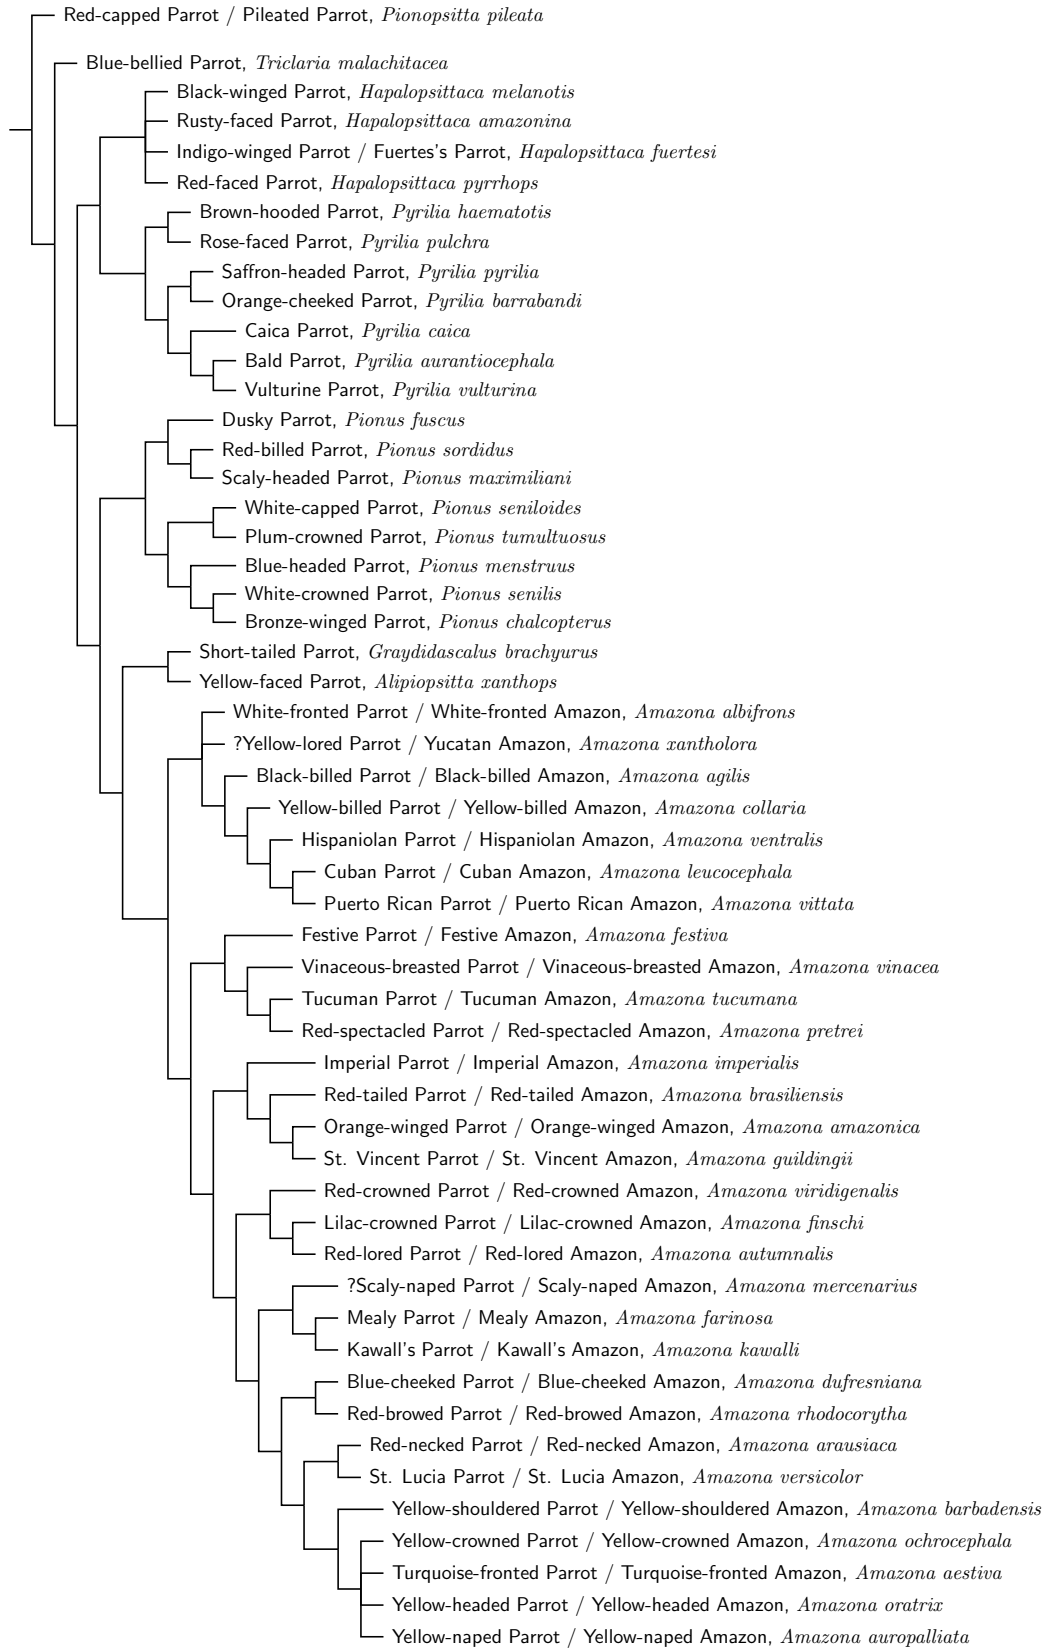 Red-capped Parrot / Pileated Parrot, Pionopsitta pileata
Blue-bellied Parrot, Triclaria malachitacea
Black-winged Parrot, Hapalopsittaca melanotis
Rusty-faced Parrot, Hapalopsittaca amazonina
Indigo-winged Parrot / Fuertes's Parrot, Hapalopsittaca fuertesi
Red-faced Parrot, Hapalopsittaca pyrrhops
Brown-hooded Parrot, Pyrilia haematotis
Rose-faced Parrot, Pyrilia pulchra
Saffron-headed Parrot, Pyrilia pyrilia
Orange-cheeked Parrot, Pyrilia barrabandi
Caica Parrot, Pyrilia caica
Bald Parrot, Pyrilia aurantiocephala
Vulturine Parrot, Pyrilia vulturina
Dusky Parrot, Pionus fuscus
Red-billed Parrot, Pionus sordidus
Scaly-headed Parrot, Pionus maximiliani
White-capped Parrot, Pionus seniloides
Plum-crowned Parrot, Pionus tumultuosus
Blue-headed Parrot, Pionus menstruus
White-crowned Parrot, Pionus senilis
Bronze-winged Parrot, Pionus chalcopterus
Short-tailed Parrot, Graydidascalus brachyurus
Yellow-faced Parrot, Alipiopsitta xanthops
White-fronted Parrot / White-fronted Amazon, Amazona albifrons
?Yellow-lored Parrot / Yucatan Amazon, Amazona xantholora
Black-billed Parrot / Black-billed Amazon, Amazona agilis
Yellow-billed Parrot / Yellow-billed Amazon, Amazona collaria
Hispaniolan Parrot / Hispaniolan Amazon, Amazona ventralis
Cuban Parrot / Cuban Amazon, Amazona leucocephala
Puerto Rican Parrot / Puerto Rican Amazon, Amazona vittata
Festive Parrot / Festive Amazon, Amazona festiva
Vinaceous-breasted Parrot / Vinaceous-breasted Amazon, Amazona vinacea
Tucuman Parrot / Tucuman Amazon, Amazona tucumana
Red-spectacled Parrot / Red-spectacled Amazon, Amazona pretrei
Imperial Parrot / Imperial Amazon, Amazona imperialis
Red-tailed Parrot / Red-tailed Amazon, Amazona brasiliensis
Orange-winged Parrot / Orange-winged Amazon, Amazona amazonica
St. Vincent Parrot / St. Vincent Amazon, Amazona guildingii
Red-crowned Parrot / Red-crowned Amazon, Amazona viridigenalis
Lilac-crowned Parrot / Lilac-crowned Amazon, Amazona finschi
Red-lored Parrot / Red-lored Amazon, Amazona autumnalis
?Scaly-naped Parrot / Scaly-naped Amazon, Amazona mercenarius
Mealy Parrot / Mealy Amazon, Amazona farinosa
Kawall's Parrot / Kawall's Amazon, Amazona kawalli
Blue-cheeked Parrot / Blue-cheeked Amazon, Amazona dufresniana
Red-browed Parrot / Red-browed Amazon, Amazona rhodocorytha
Red-necked Parrot / Red-necked Amazon, Amazona arausiaca
St. Lucia Parrot / St. Lucia Amazon, Amazona versicolor
Yellow-shouldered Parrot / Yellow-shouldered Amazon, Amazona barbadensis
Yellow-crowned Parrot / Yellow-crowned Amazon, Amazona ochrocephala
Turquoise-fronted Parrot / Turquoise-fronted Amazon, Amazona aestiva
Yellow-headed Parrot / Yellow-headed Amazon, Amazona oratrix
Yellow-naped Parrot / Yellow-naped Amazon, Amazona auropalliata